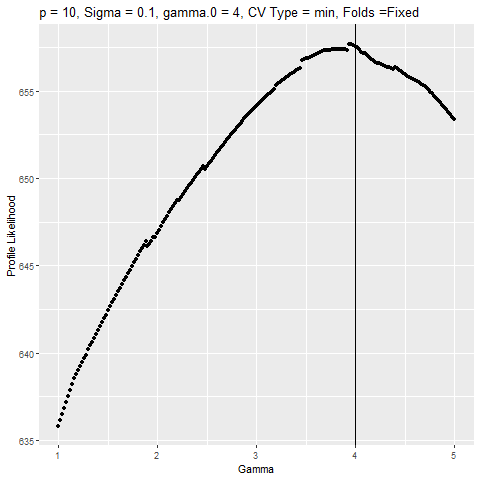 p = 10, Sigma = 0.1, gamma.0 = 4, CV Type = min, Folds =Fixed
Profile Likelihood
655
650
645
640
635
1 2 3 4 5
Gamma